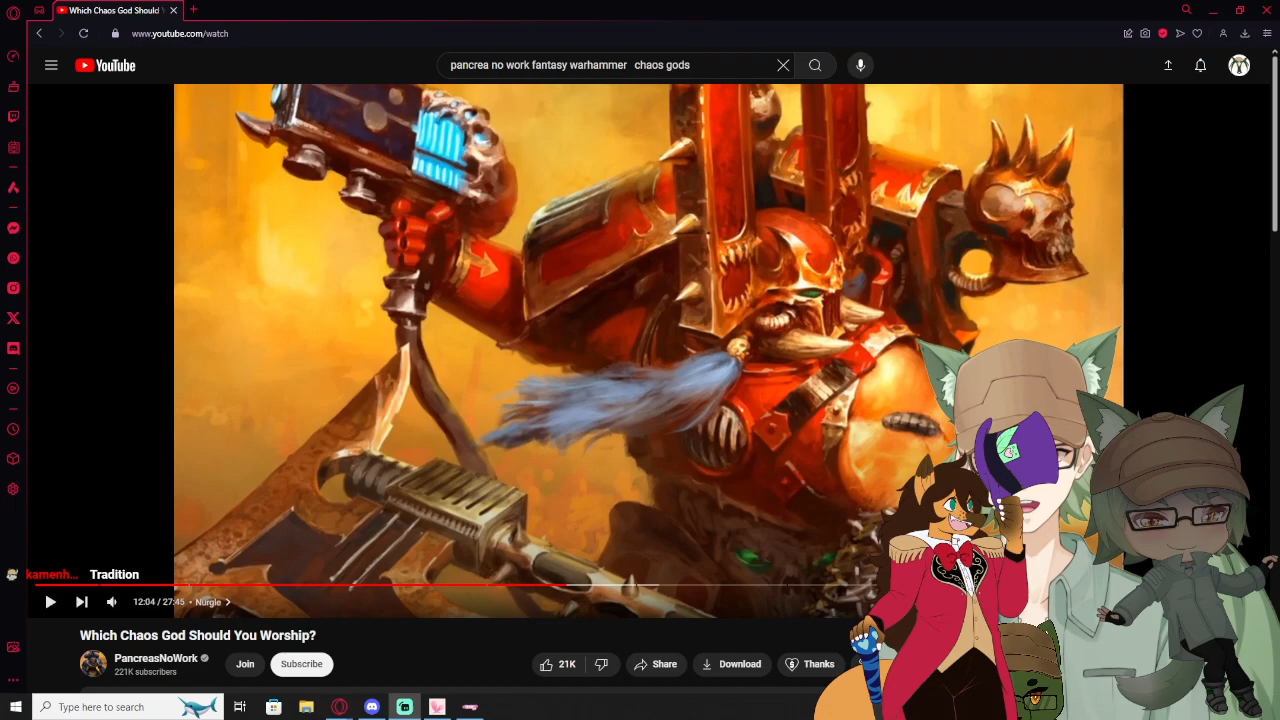 Which Chaos God Should
www.youtube.com/watch
YouTube
pancrea no work fantasy warhammer chaos gods
kamenh... Tradition
12:04 / 27:45 • Nurgle
Which Chaos God Should You Worship?
PancreasNoWork
221K subscribers
Join
Subscribe
21K
Share
Download
Thanks
Type here to search